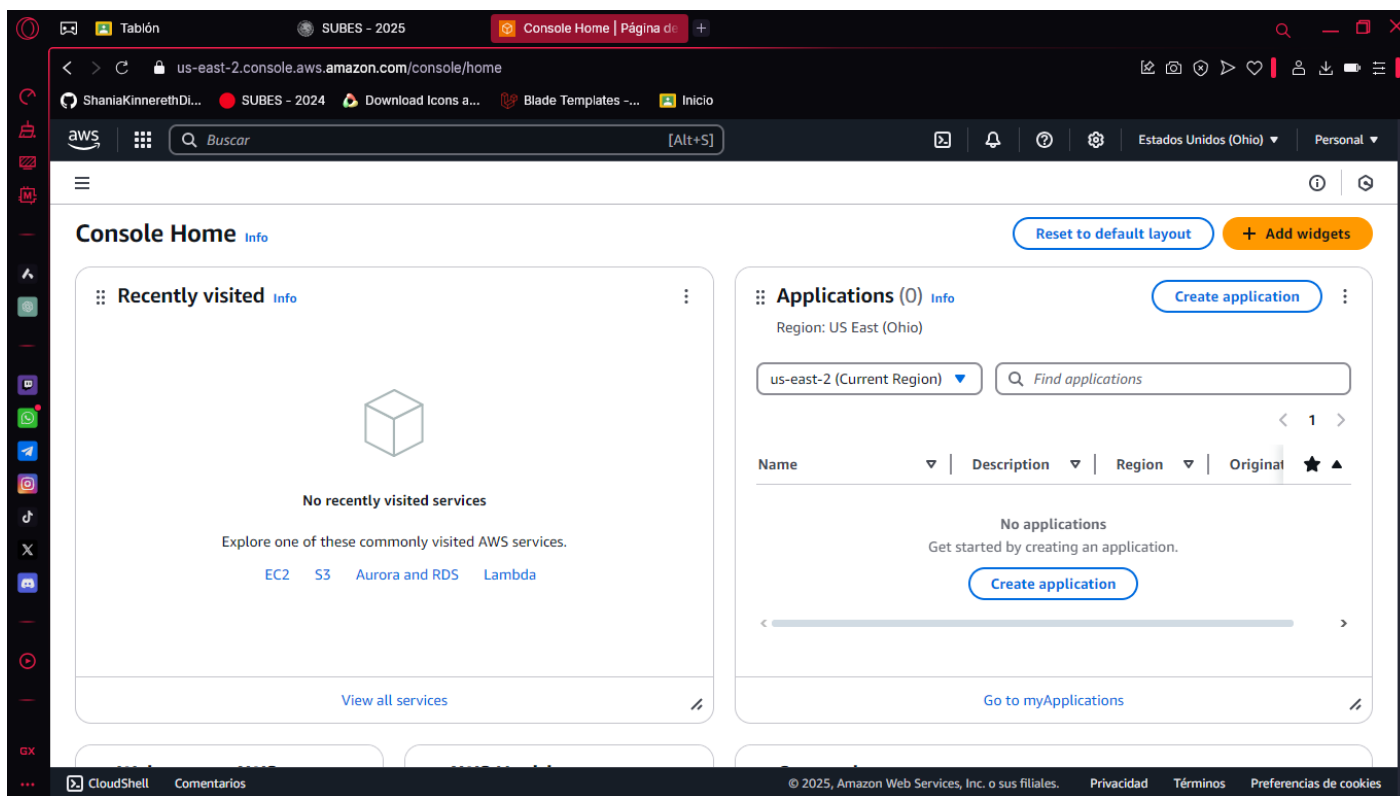 Tablón SUBES - 2025 Console Home | Página de
us-east-2.console.aws.amazon.com/console/home
ShaniaKinnerethDi... SUBES - 2024 Download Icons a... Blade Templates -... Inicio
aws Buscar [Alt+S] Estados Unidos (Ohio) Personal
Console Home Info Reset to default layout + Add widgets
Recently visited Info
No recently visited services
Explore one of these commonly visited AWS services.
EC2 S3 Aurora and RDS Lambda
View all services
Applications (0) Info Create application
Region: US East (Ohio)
us-east-2 (Current Region) Find applications
1
Name Description Region Originat
No applications
Get started by creating an application.
Create application
Go to myApplications
GX
CloudShell Comentarios © 2025, Amazon Web Services, Inc. o sus filiales. Privacidad Términos Preferencias de cookies